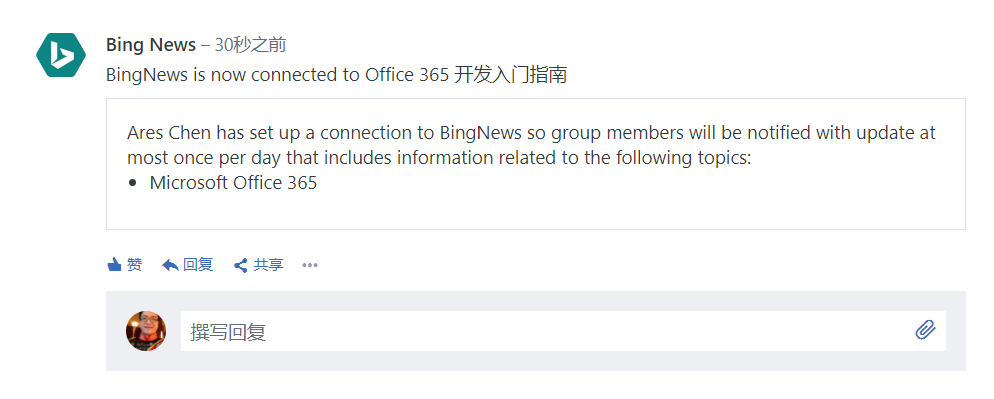 Bing News – 30秒之前
BingNews is now connected to Office 365 开发入门指南
Ares Chen has set up a connection to BingNews so group members will be notified with update at
most once per day that includes information related to the following topics:
• Microsoft Office 365
赞 回复 共享 •••
撰写回复